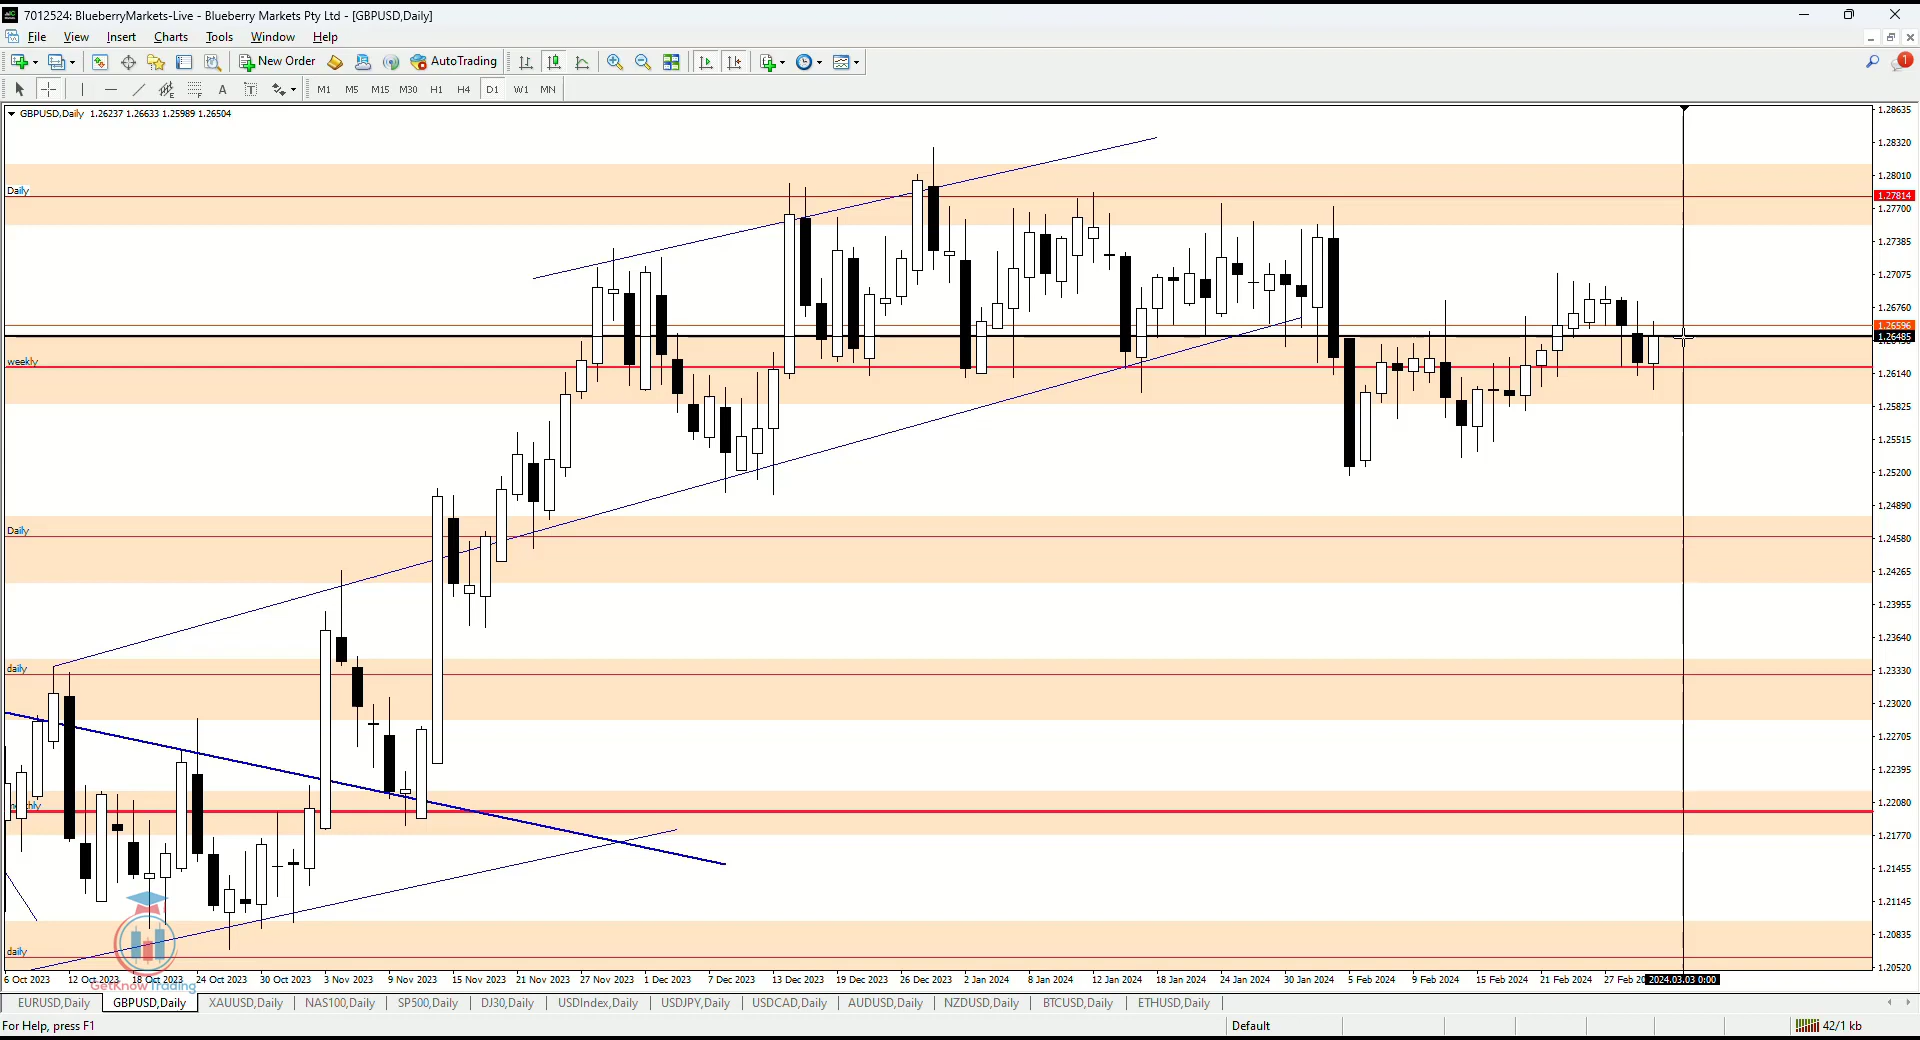 7012524: BlueberryMarkets-Live - Blueberry Markets Pty Ltd - [GBPUSD,Daily]
File View Insert Charts Tools Window Help
New Order AutoTrading
1
A T M1 M5 M15 M30 H1 H4 D1 W1 MN
GBPUSD,Daily 1.26237 1.26633 1.25989 1.26504
1.28635
1.28320
1.28010
Daily
1.27814
1.27700
1.27385
1.27075
1.26760
1.26596
1.26485
weekly
1.26140
1.25825
1.25515
1.25200
1.24890
Daily
1.24580
1.24265
1.23955
1.23640
daily
1.23330
1.23020
1.22705
1.22395
1.22080
1.21770
1.21455
1.21145
1.20835
daily
1.20520
6 Oct 2023 12 Oct 2023 18 Oct 2023 24 Oct 2023 30 Oct 2023 3 Nov 2023 9 Nov 2023 15 Nov 2023 21 Nov 2023 27 Nov 2023 1 Dec 2023 7 Dec 2023 13 Dec 2023 19 Dec 2023 26 Dec 2023 2 Jan 2024 8 Jan 2024 12 Jan 2024 18 Jan 2024 24 Jan 2024 30 Jan 2024 5 Feb 2024 9 Feb 2024 15 Feb 2024 21 Feb 2024 27 Feb 20 2024.03.03 0:00
GetKnow Trading
EURUSD,Daily GBPUSD,Daily XAUUSD,Daily NAS100,Daily SP500,Daily DJ30,Daily USDIndex,Daily USDJPY,Daily USDCAD,Daily AUDUSD,Daily NZDUSD,Daily BTCUSD,Daily ETHUSD,Daily
For Help, press F1 Default 42/1 kb